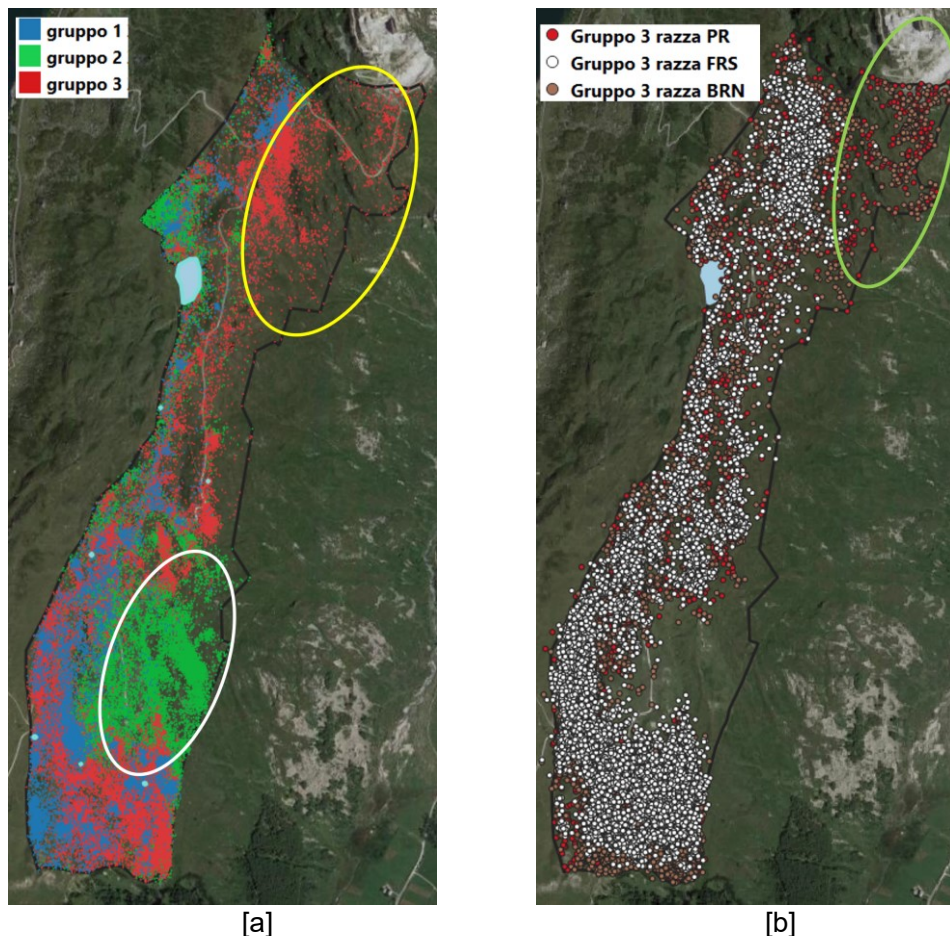 gruppo 1
gruppo 2
gruppo 3
Gruppo 3 razza PR
Gruppo 3 razza FRS
Gruppo 3 razza BRN
[a]
[b]